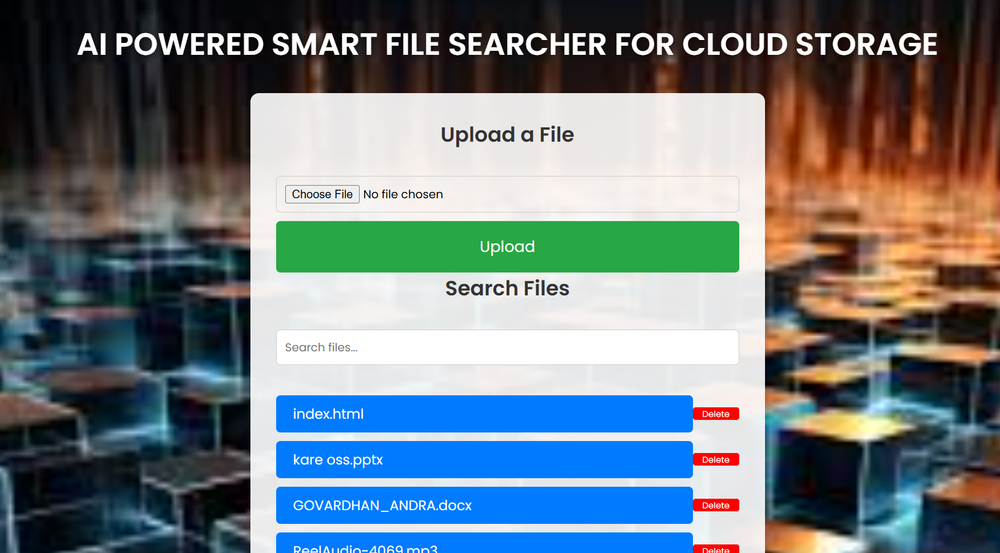 AI POWERED SMART FILE SEARCHER FOR CLOUD STORAGE
Upload a File
Choose File No file chosen
Upload
Search Files
Search files...
index.html Delete
kare oss.pptx Delete
GOVARDHAN_ANDRA.docx Delete
ReelAudio-4069.mp3 Delete